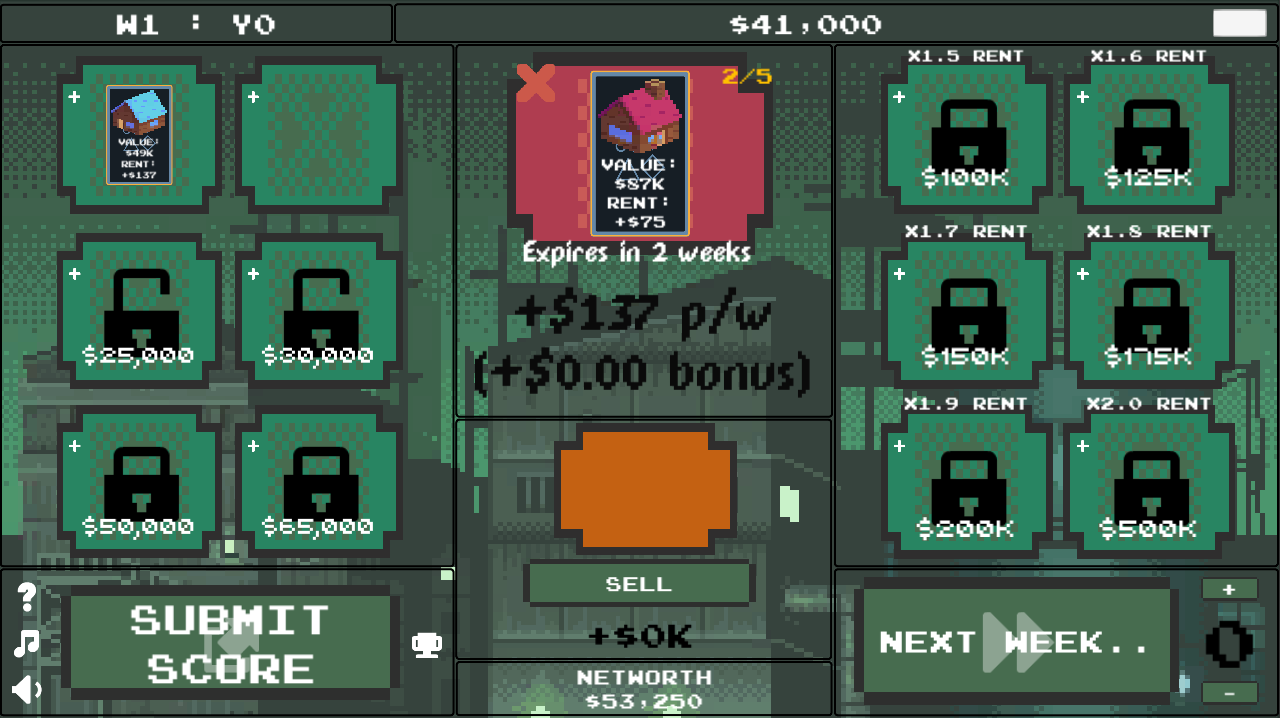 W1 : Y0
$41,000
VALUE:
$49K
RENT:
+$137
$25,000
$30,000
$50,000
$65,000
2/5
VALUE:
$87K
RENT:
+$75
Expires in 2 weeks
+$137 p/w
(+$0.00 bonus)
SELL
+$0K
NETWORTH
$53,250
X1.5 RENT
X1.6 RENT
$100K
$125K
X1.7 RENT
X1.8 RENT
$150K
$175K
X1.9 RENT
X2.0 RENT
$200K
$500K
?
SUBMIT
SCORE
NEXT WEEK..
+
0
-